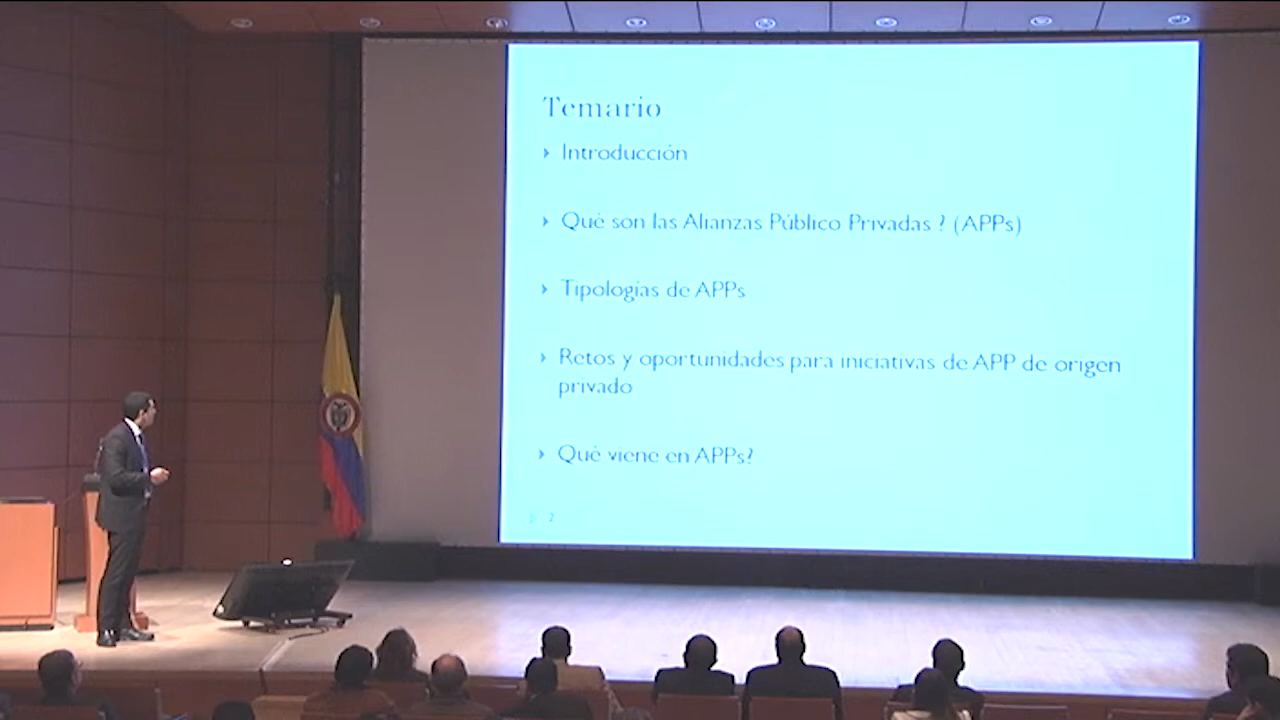 Temario
Introducción
Qué son las Alianzas Público Privadas ? (APPs)
Tipologías de APPs
Retos y oportunidades para iniciativas de APP de origen
privado
Qué viene en APPs?
2